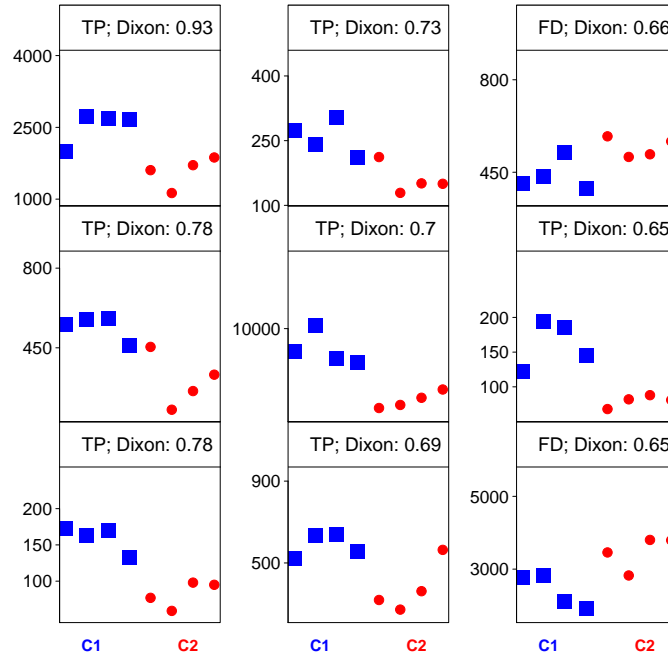 TP; Dixon: 0.93
TP; Dixon: 0.73
FD; Dixon: 0.66
4000
2500
1000
400
250
100
800
450
TP; Dixon: 0.78
TP; Dixon: 0.7
TP; Dixon: 0.65
800
450
10000
200
150
100
TP; Dixon: 0.78
TP; Dixon: 0.69
FD; Dixon: 0.65
200
150
100
900
500
5000
3000
C1 C2 C1 C2 C1 C2